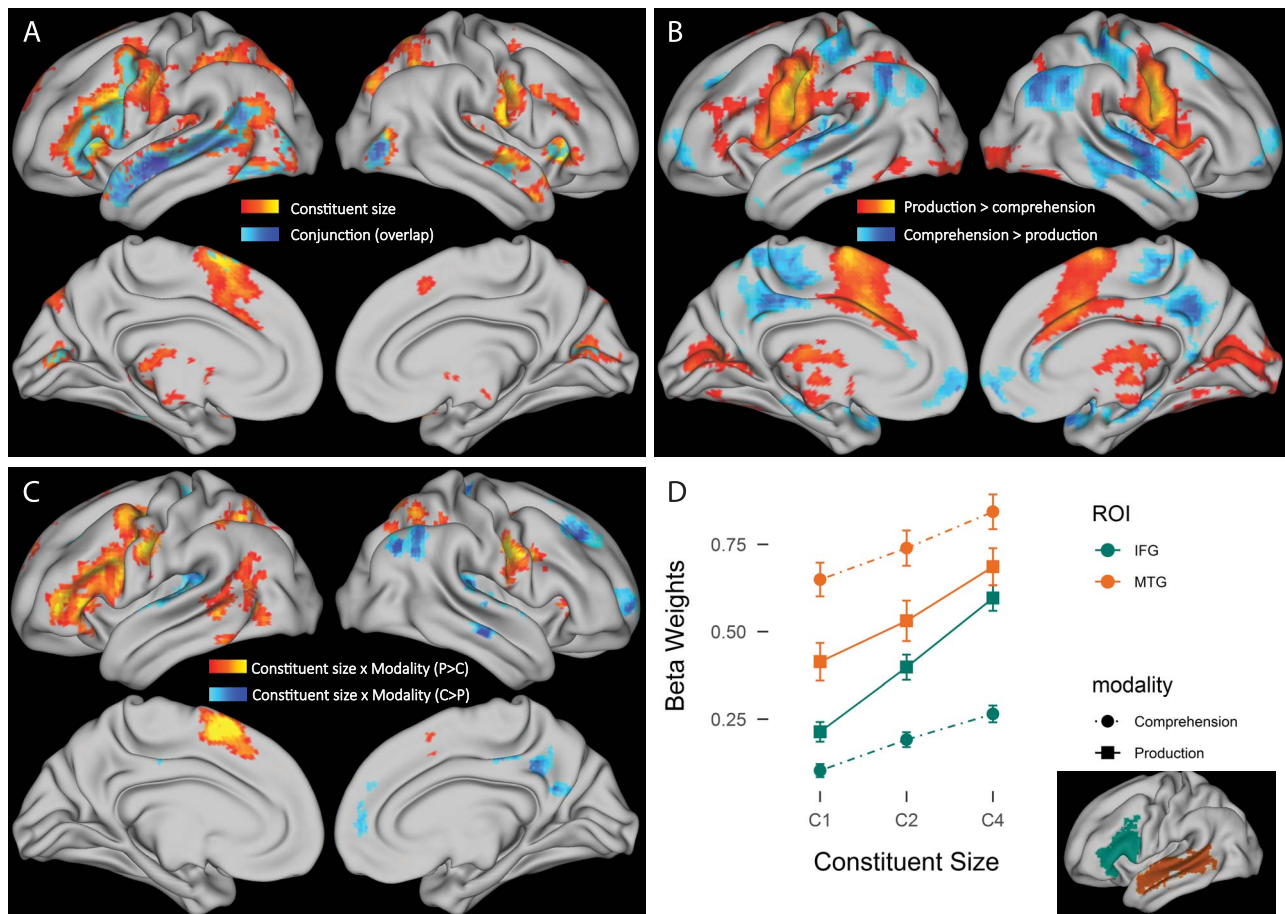 A
Constituent size
Conjunction (overlap)
B
Production > comprehension
Comprehension > production
C
Constituent size x Modality (P>C)
Constituent size x Modality (C>P)
D
Beta Weights
0.75
0.50
0.25
C1
C2
C4
Constituent Size
ROI
IFG
MTG
modality
Comprehension
Production